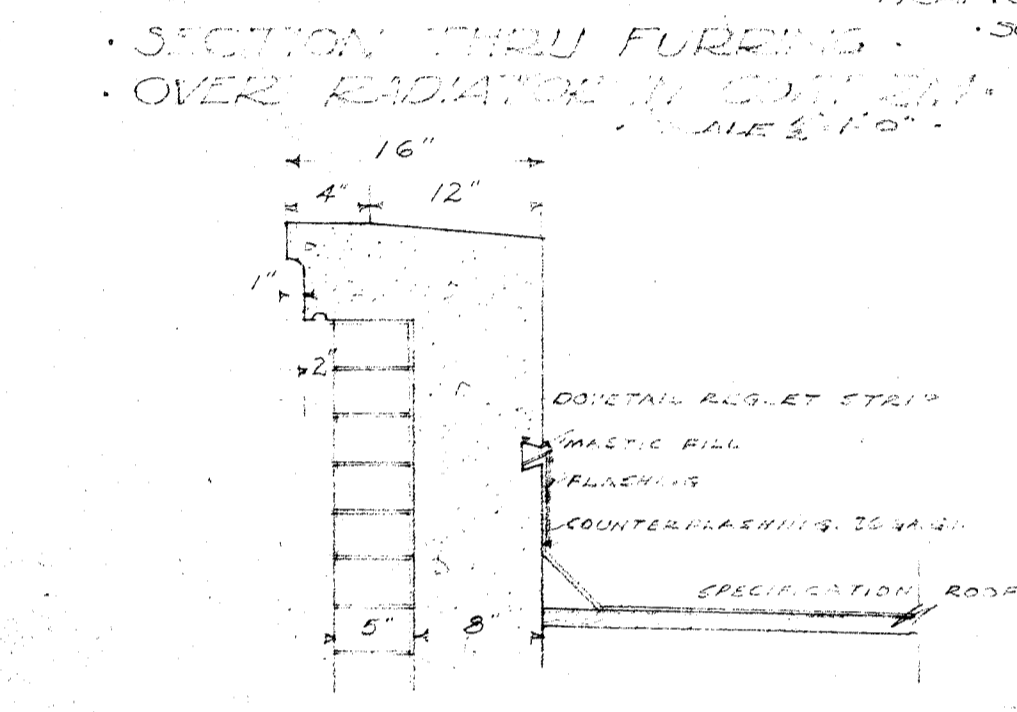 · SECTION THRU FURRING ·
· OVER RADIATOR
16"
4" 12"
1"
2"
DOVETAIL REGLET STRIP
MASTIC FILL
FLASHING
COUNTERFLASHING
SPECIFICATION ROOF
5" 8"